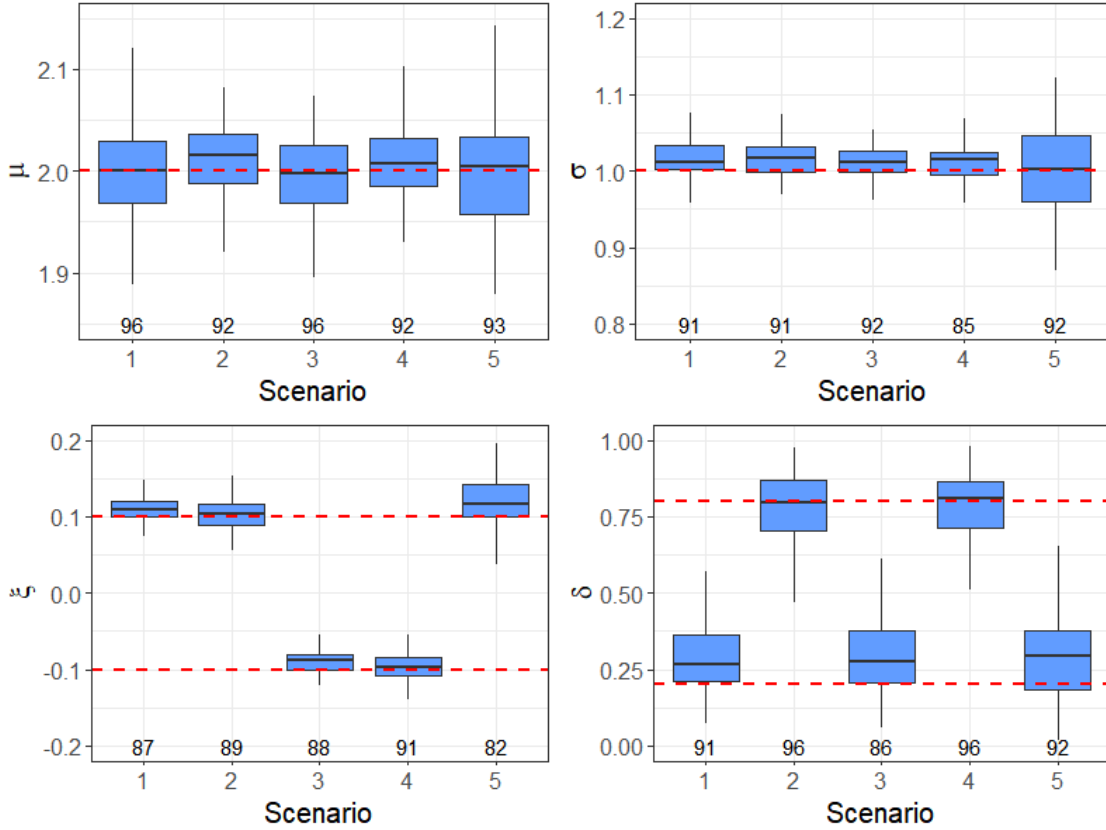 μ
2.1
2.0
1.9
96 92 96 92 93
1 2 3 4 5
Scenario
σ
1.2
1.1
1.0
0.9
0.8
91 91 92 85 92
1 2 3 4 5
Scenario
ξ
0.2
0.1
0.0
-0.1
-0.2
87 89 88 91 82
1 2 3 4 5
Scenario
δ
1.00
0.75
0.50
0.25
0.00
91 96 86 96 92
1 2 3 4 5
Scenario